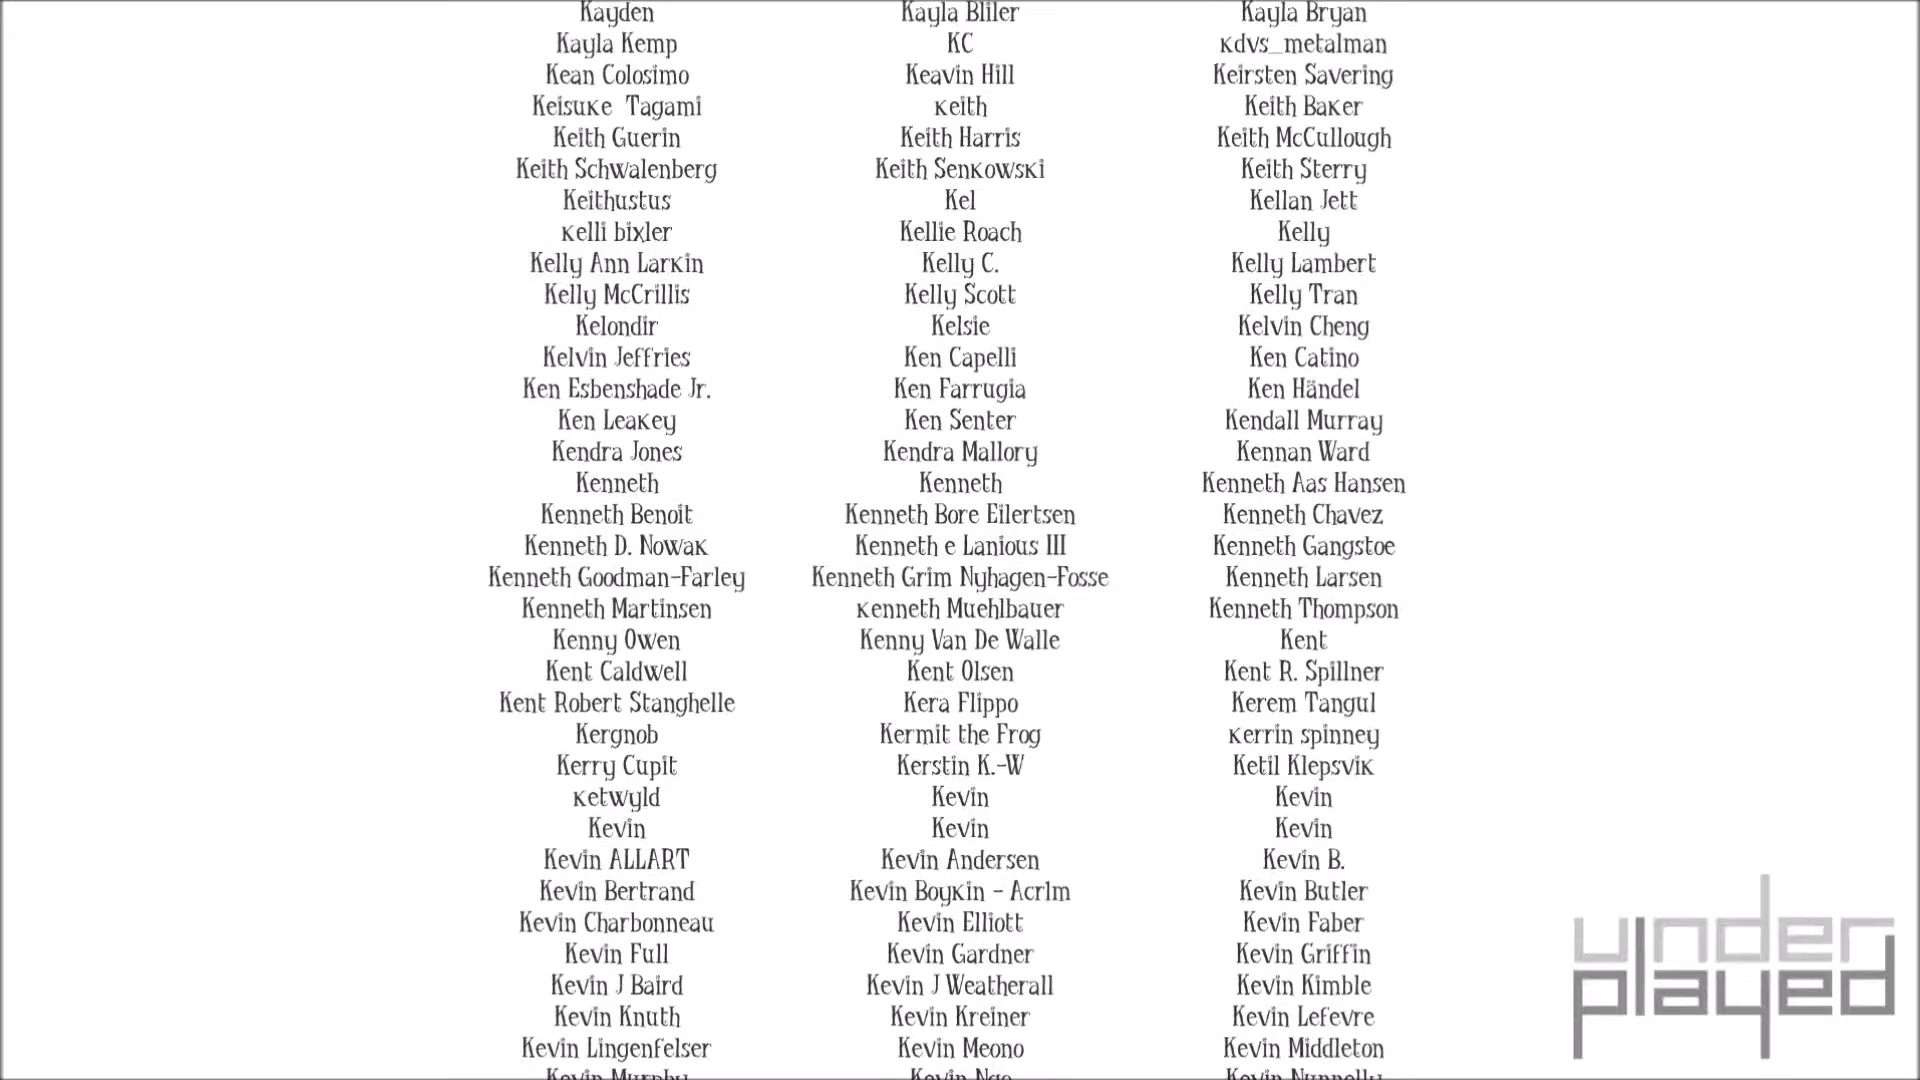 Kayden Kayla Bliler Kayla Bryan
Kayla Kemp KC kdvs_metalman
Kean Colosimo Keavin Hill Keirsten Savering
Keisuke Tagami keith Keith Baker
Keith Guerin Keith Harris Keith McCullough
Keith Schwalenberg Keith Senkowski Keith Sterry
Keithustus Kel Kellan Jett
kelli bixler Kellie Roach Kelly
Kelly Ann Larkin Kelly C. Kelly Lambert
Kelly McCrillis Kelly Scott Kelly Tran
Kelondir Kelsie Kelvin Cheng
Kelvin Jeffries Ken Capelli Ken Catino
Ken Esbenshade Jr. Ken Farrugia Ken Händel
Ken Leakey Ken Senter Kendall Murray
Kendra Jones Kendra Mallory Kennan Ward
Kenneth Kenneth Kenneth Aas Hansen
Kenneth Benoit Kenneth Bore Eilertsen Kenneth Chavez
Kenneth D. Nowak Kenneth e Lanious III Kenneth Gangstoe
Kenneth Goodman-Farley Kenneth Grim Nyhagen-Fosse Kenneth Larsen
Kenneth Martinsen kenneth Muehlbauer Kenneth Thompson
Kenny Owen Kenny Van De Walle Kent
Kent Caldwell Kent Olsen Kent R. Spillner
Kent Robert Stanghelle Kera Flippo Kerem Tangul
Kergnob Kermit the Frog kerrin spinney
Kerry Cupit Kerstin K.-W Ketil Klepsvik
ketwyld Kevin Kevin
Kevin Kevin Kevin
Kevin ALLART Kevin Andersen Kevin B.
Kevin Bertrand Kevin Boykin - Acr1m Kevin Butler
Kevin Charbonneau Kevin Elliott Kevin Faber
Kevin Full Kevin Gardner Kevin Griffin
Kevin J Baird Kevin J Weatherall Kevin Kimble
Kevin Knuth Kevin Kreiner Kevin Lefevre
Kevin Lingenfelser Kevin Meono Kevin Middleton
Kevin Murphy Kevin Ngo Kevin Nunnelly
under
played